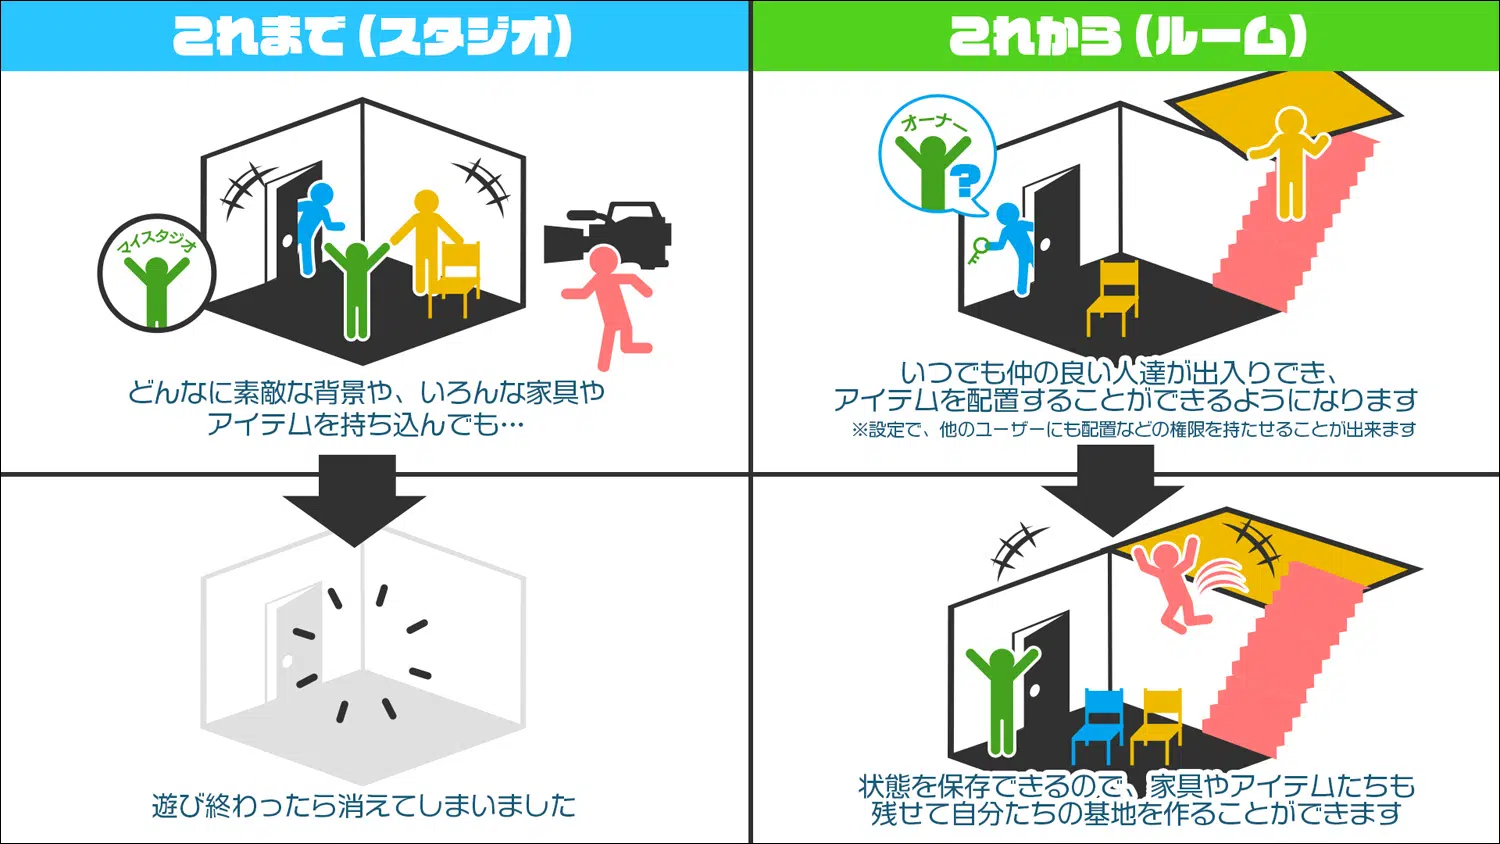 これまで(スタジオ)
マイスタジオ
どんなに素敵な背景や、いろんな家具や
アイテムを持ち込んでも…
遊び終わったら消えてしまいました
これから(ルーム)
オーナー
?
いつでも仲の良い人達が出入りでき、
アイテムを配置することができるようになります
※設定で、他のユーザーにも配置などの権限を持たせることが出来ます
状態を保存できるので、家具やアイテムたちも
残せて自分たちの基地を作ることができます